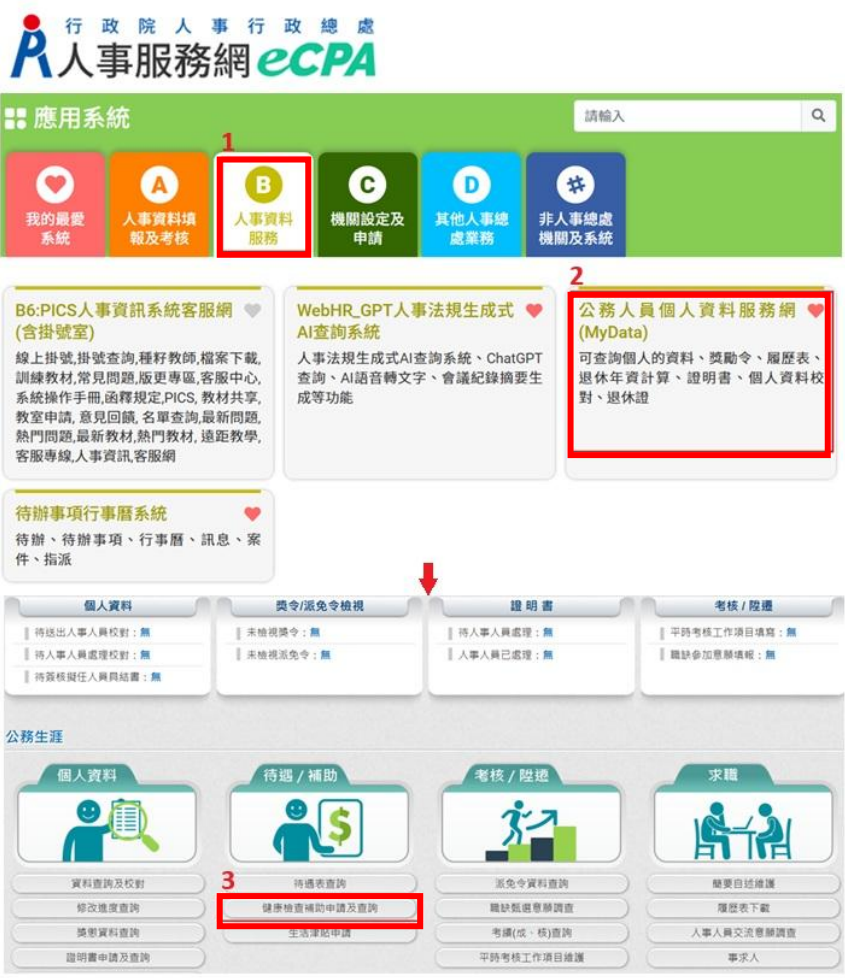 行政院人事行政總處
人事服務網 eCPA
應用系統
請輸入
1
我的最愛
系統
A
人事資料填
報及考核
B
人事資料
服務
C
機關設定及
申請
D
其他人事總
處業務
#
非人事總處
機關及系統
2
B6:PICS人事資訊系統客服網
(含掛號室)
線上掛號,掛號查詢,種籽教師,檔案下載,
訓練教材,常見問題,版更專區,客服中心,
系統操作手冊,函釋規定,PICS, 教材共享,
教室申請, 意見回饋, 名單查詢,最新問題,
熱門問題,最新教材,熱門教材, 遠距教學,
客服專線,人事資訊,客服網
WebHR_GPT人事法規生成式
AI查詢系統
人事法規生成式AI查詢系統、ChatGPT
查詢、AI語音轉文字、會議紀錄摘要生
成等功能
公務人員個人資料服務網
(MyData)
可查詢個人的資料、獎勵令、履歷表、
退休年資計算、證明書、個人資料校
對、退休證
待辦事項行事曆系統
待辦、待辦事項、行事曆、訊息、案
件、指派
個人資料
待送出人事人員校對：無
待人事人員處理校對：無
待簽核擬任人員具結書：無
獎令/派免令檢視
未檢視獎令：無
未檢視派免令：無
證 明 書
待人事人員處理：無
人事人員已處理：無
考核 / 陞遷
平時考核工作項目填寫：無
職缺參加意願填報：無
公務生涯
個人資料
資料查詢及校對
修改進度查詢
獎懲資料查詢
證明書申請及查詢
待遇 / 補助
3
待遇表查詢
健康檢查補助申請及查詢
生活津貼申請
考核 / 陞遷
派免令資料查詢
職缺甄選意願調查
考績(成、核)查詢
平時考核工作項目維護
求職
簡要自述維護
履歷表下載
人事人員交流意願調查
事求人